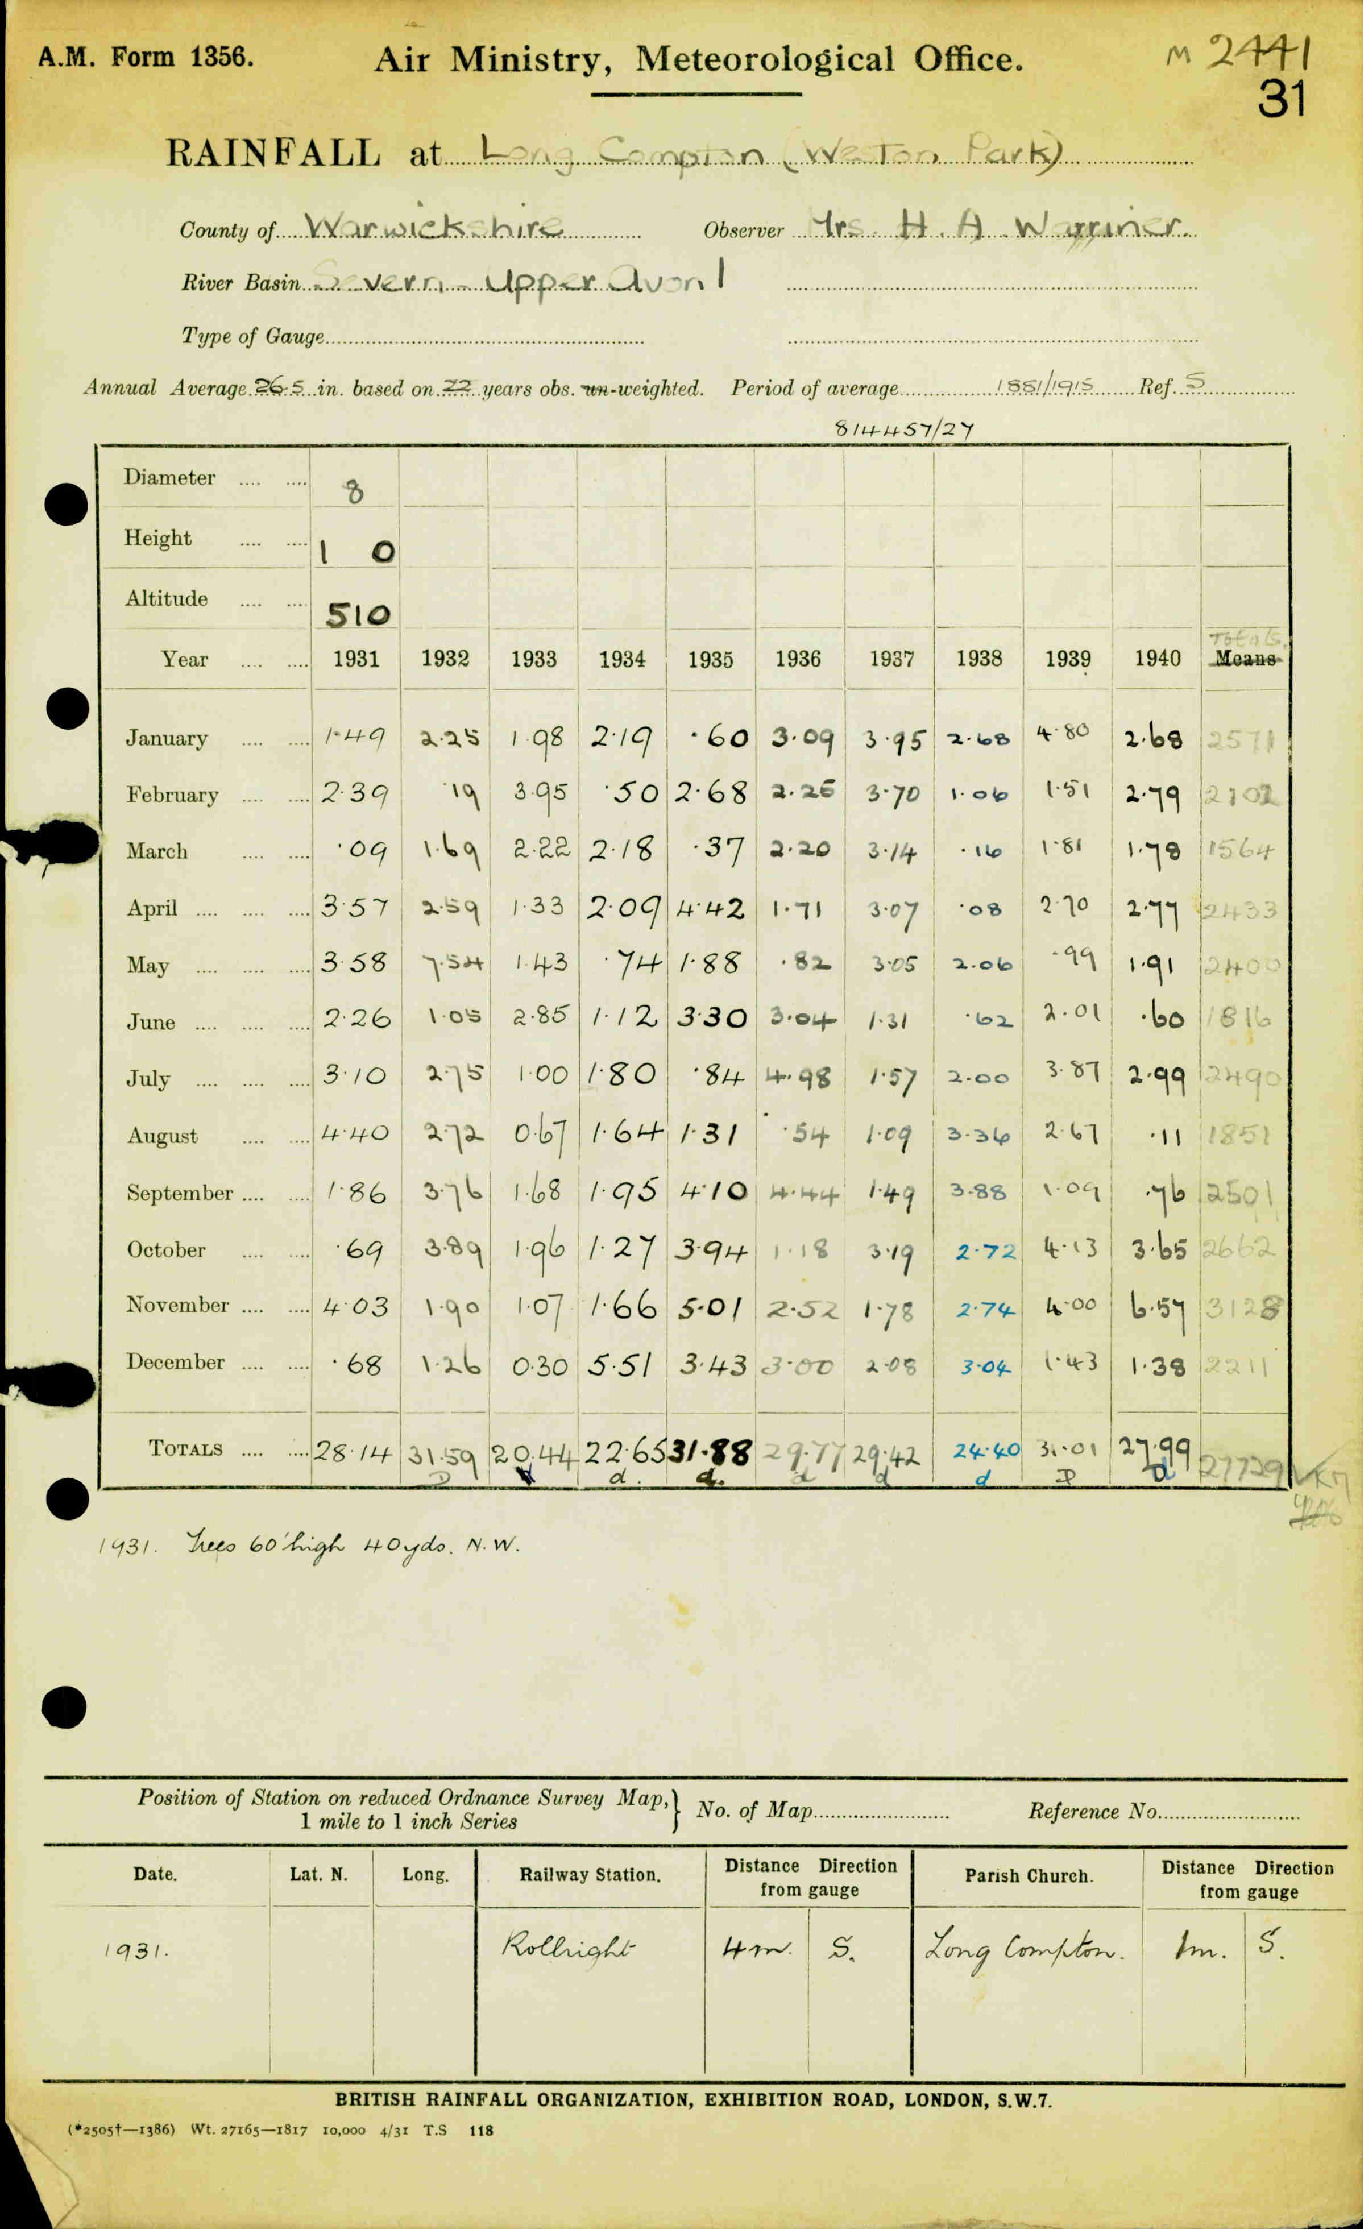 A.M. Form 1356. Air Ministry, Meteorological Office. M 2441
31
RAINFALL at Long Compton (Weston Park)
County of Warwickshire Observer Mrs. H. A. Warriner.
River Basin Severn - Upper Avon 1
Type of Gauge
Annual Average 26.5 in. based on 22 years obs. un-weighted. Period of average 1881/1915 Ref. S
814457/27
Diameter 8
Height 1 0
Altitude 510
Totals
Year 1931 1932 1933 1934 1935 1936 1937 1938 1939 1940 Means
January 1.49 2.25 1.98 2.19 .60 3.09 3.95 2.68 4.80 2.68 2571
February 2.39 .19 3.95 .50 2.68 2.25 3.70 1.06 1.51 2.79 2102
March .09 1.69 2.22 2.18 .37 2.20 3.14 .16 1.81 1.78 1564
April 3.57 2.59 1.33 2.09 4.42 1.71 3.07 .08 2.70 2.77 2433
May 3.58 7.54 1.43 .74 1.88 .82 3.05 2.06 .99 1.91 2400
June 2.26 1.05 2.85 1.12 3.30 3.04 1.31 .62 2.01 .60 1816
July 3.10 2.75 1.00 1.80 .84 4.98 1.57 2.00 3.87 2.99 2490
August 4.40 2.72 0.67 1.64 1.31 .54 1.09 3.36 2.67 .11 1851
September 1.86 3.76 1.68 1.95 4.10 4.44 1.49 3.88 1.09 .76 2501
October .69 3.89 1.96 1.27 3.94 1.18 3.19 2.72 4.13 3.65 2662
November 4.03 1.90 1.07 1.66 5.01 2.52 1.78 2.74 4.00 6.57 3128
December .68 1.26 0.30 5.51 3.43 3.00 2.08 3.04 1.43 1.38 2211
TOTALS 28.14 31.59 20.44 22.65 31.88 29.77 29.42 24.40 31.01 27.99 27729
D d. d. d d d D d
1931. Trees 60' high 40yds. N.W.
Position of Station on reduced Ordnance Survey Map, } No. of Map Reference No.
1 mile to 1 inch Series
Date. Lat. N. Long. Railway Station. Distance Direction from gauge Parish Church. Distance Direction from gauge
1931. Rollright 4m. S. Long Compton. 1m. S.
BRITISH RAINFALL ORGANIZATION, EXHIBITION ROAD, LONDON, S.W.7.
(*2505†—1386) Wt. 27165—1817 10,000 4/31 T.S 118